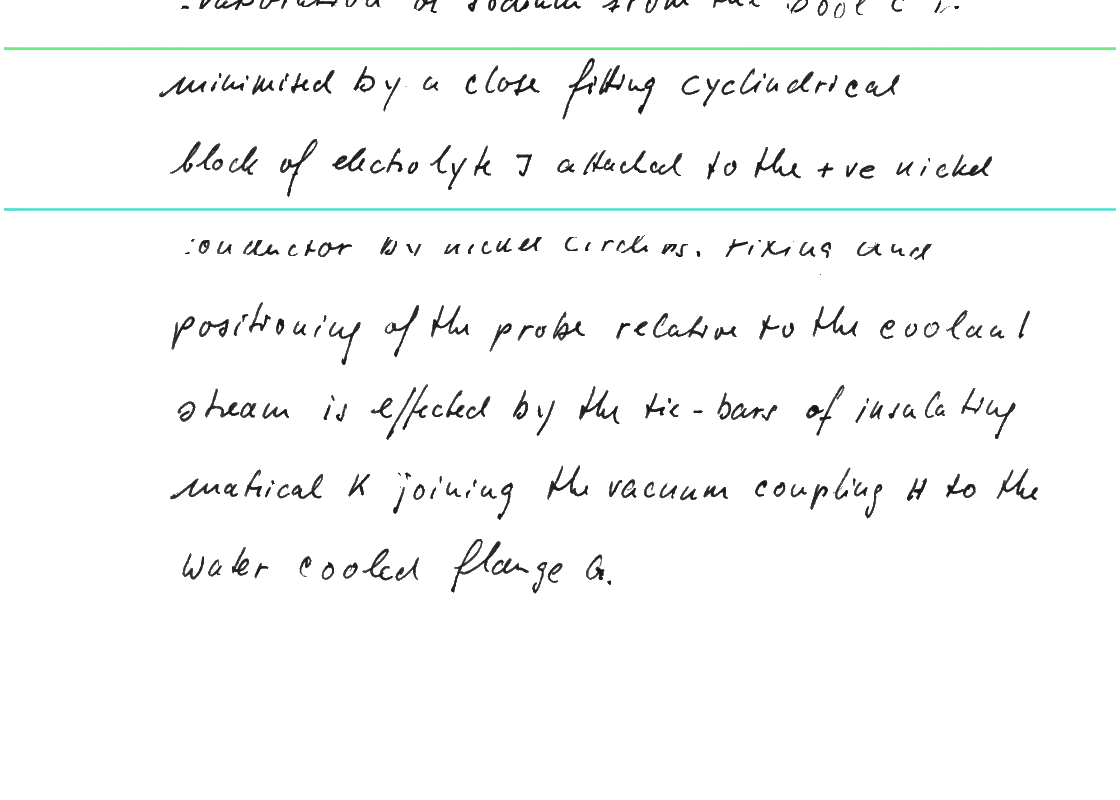 evaporation of sodium from the pool C is
minimised by a close fitting cyclindrical
block of electrolyte J attached to the +ve nickel
conductor by nickel circlips. Fixing and
positioning of the probe relative to the coolant
stream is effected by the tie-bars of insulating
material K joining the vacuum coupling H to the
water cooled flange G.